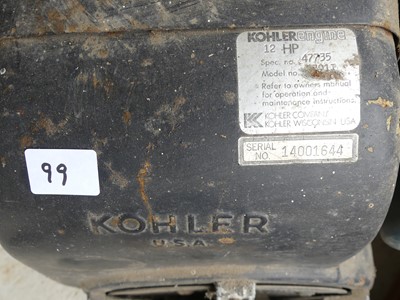 KOHLER engine
12 HP
Spec. no. 47735
Model no.
Refer to owners manual
for operation and
maintenance instructions.
KOHLER COMPANY
KOHLER WISCONSIN USA
SERIAL
NO. 14001644
99
KOHLER
U.S.A.